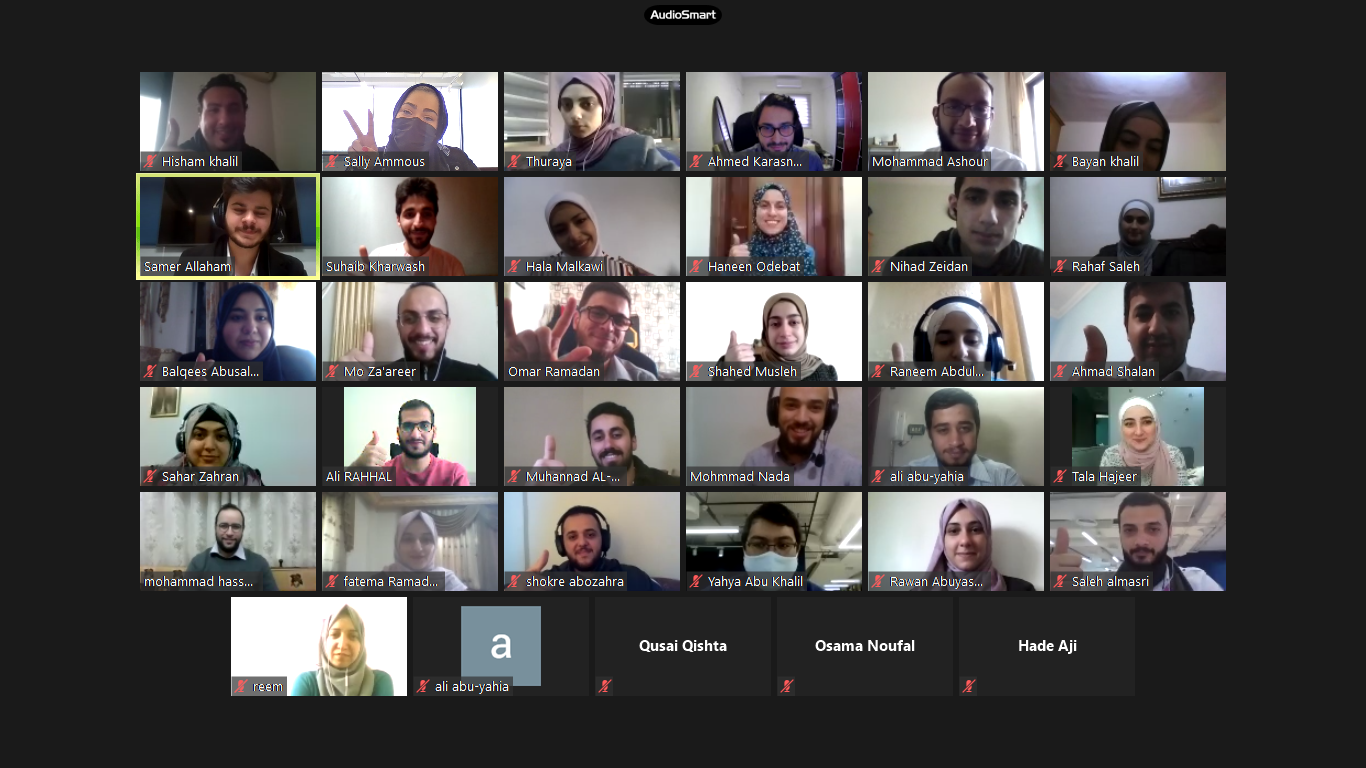 AudioSmart
Hisham khalil
Sally Ammous
Thuraya
Ahmed Karasn...
Mohammad Ashour
Bayan khalil
Samer Allaham
Suhaib Kharwash
Hala Malkawi
Haneen Odebat
Nihad Zeidan
Rahaf Saleh
Balqees Abusal...
Mo Za'areer
Omar Ramadan
Shahed Musleh
Raneem Abdul...
Ahmad Shalan
Sahar Zahran
Ali RAHHAL
Muhannad AL-...
Mohmmad Nada
ali abu-yahia
Tala Hajeer
mohammad hass...
fatema Ramad...
shokre abozahra
Yahya Abu Khalil
Rawan Abuyas...
Saleh almasri
reem
a
ali abu-yahia
Qusai Qishta
Osama Noufal
Hade Aji